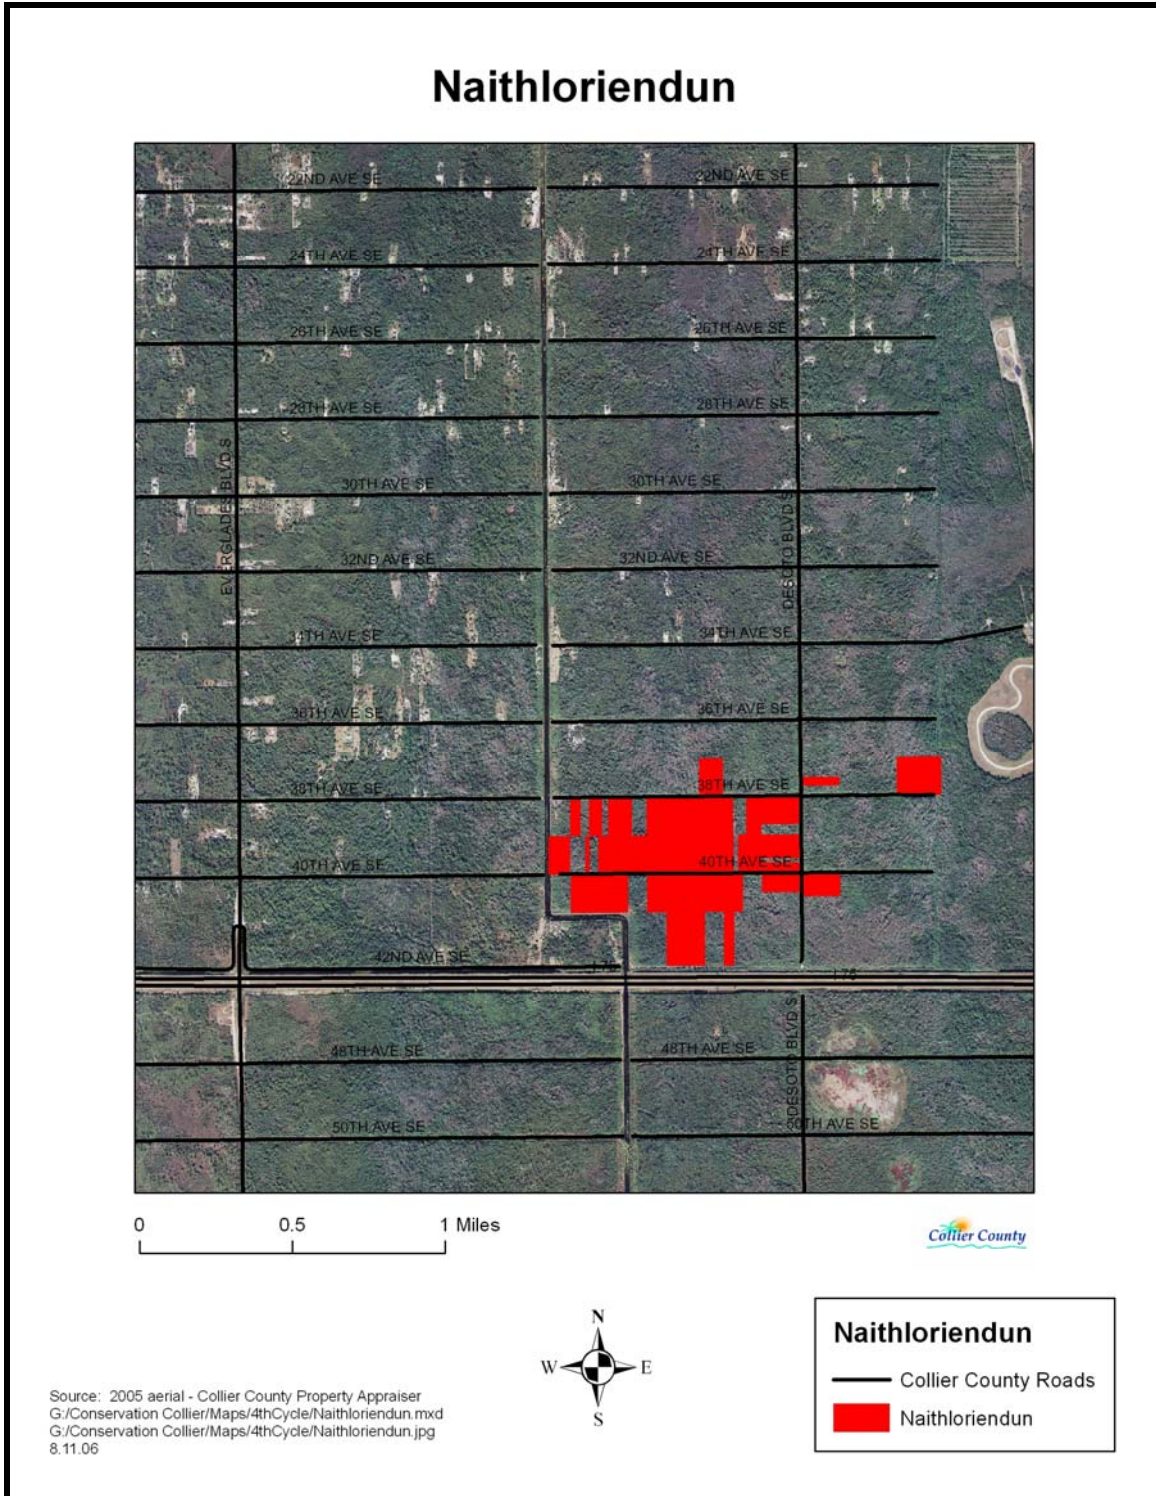 Naithloriendun
22ND AVE SE
22ND AVE SE
24TH AVE SE
24TH AVE SE
26TH AVE SE
26TH AVE SE
28TH AVE SE
28TH AVE SE
EVERGLADES BLVD S
30TH AVE SE
30TH AVE SE
DESOTO BLVD S
32ND AVE SE
32ND AVE SE
34TH AVE SE
34TH AVE SE
36TH AVE SE
36TH AVE SE
38TH AVE SE
38TH AVE SE
40TH AVE SE
40TH AVE SE
42ND AVE SE
I-75
I-75
DESOTO BLVD S
48TH AVE SE
48TH AVE SE
50TH AVE SE
50TH AVE SE
0 0.5 1 Miles
Collier County
N
W E
S
Naithloriendun
Collier County Roads
Naithloriendun
Source: 2005 aerial - Collier County Property Appraiser
G:/Conservation Collier/Maps/4thCycle/Naithloriendun.mxd
G:/Conservation Collier/Maps/4thCycle/Naithloriendun.jpg
8.11.06